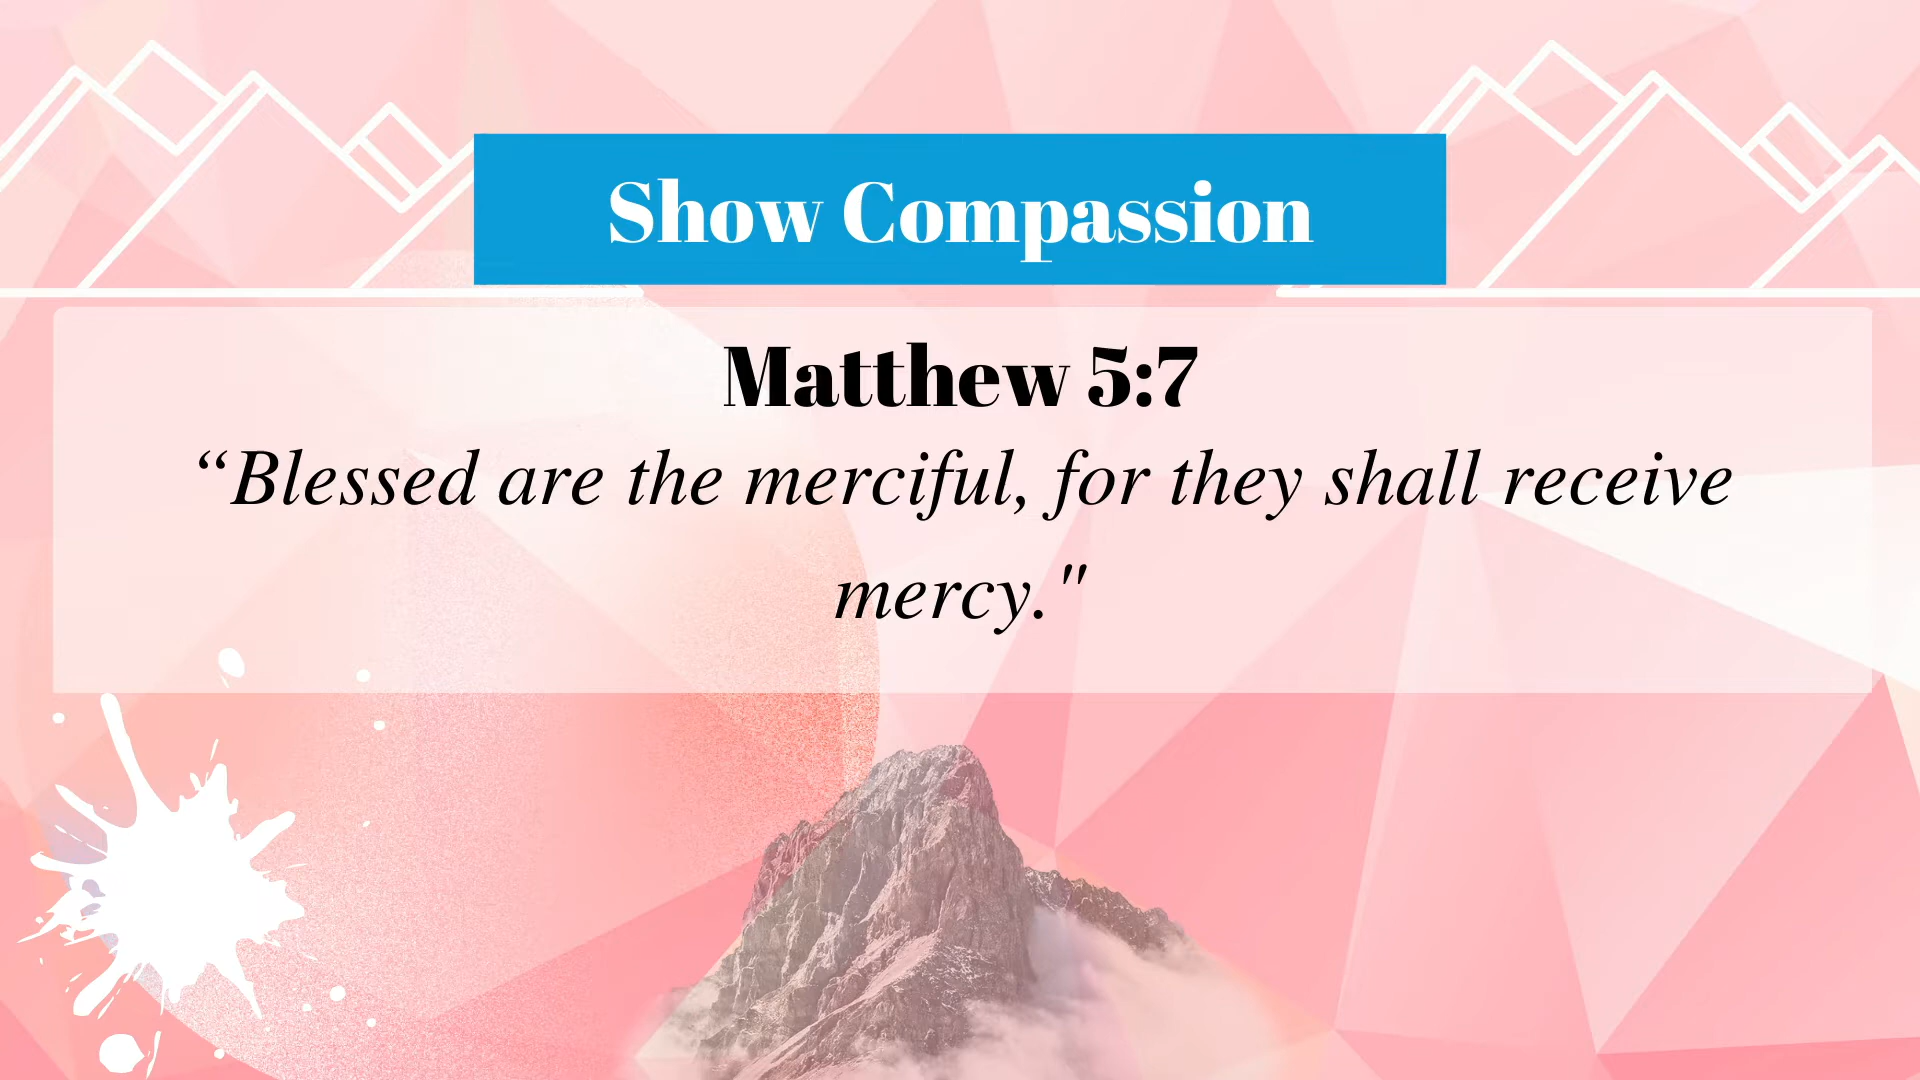 Show Compassion
Matthew 5:7
“Blessed are the merciful, for they shall receive
mercy."